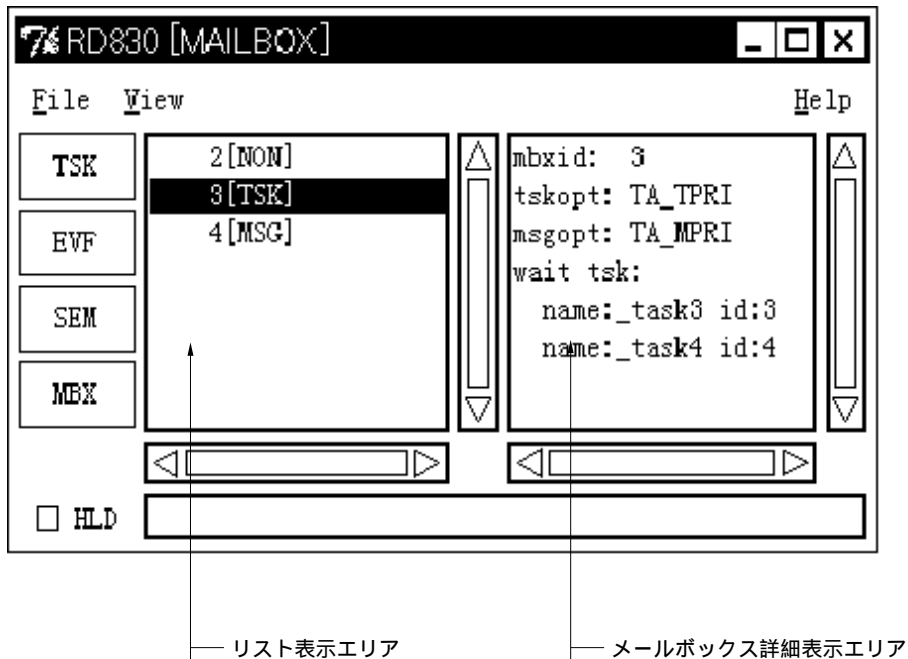 RD830 [MAILBOX]
File View Help
TSK
EVF
SEM
MBX
2[NON]
3[TSK]
4[MSG]
mbxid: 3
tskopt: TA_TPRI
msgopt: TA_MPRI
wait tsk:
name:_task3 id:3
name:_task4 id:4
HLD
リスト表示エリア
メールボックス詳細表示エリア